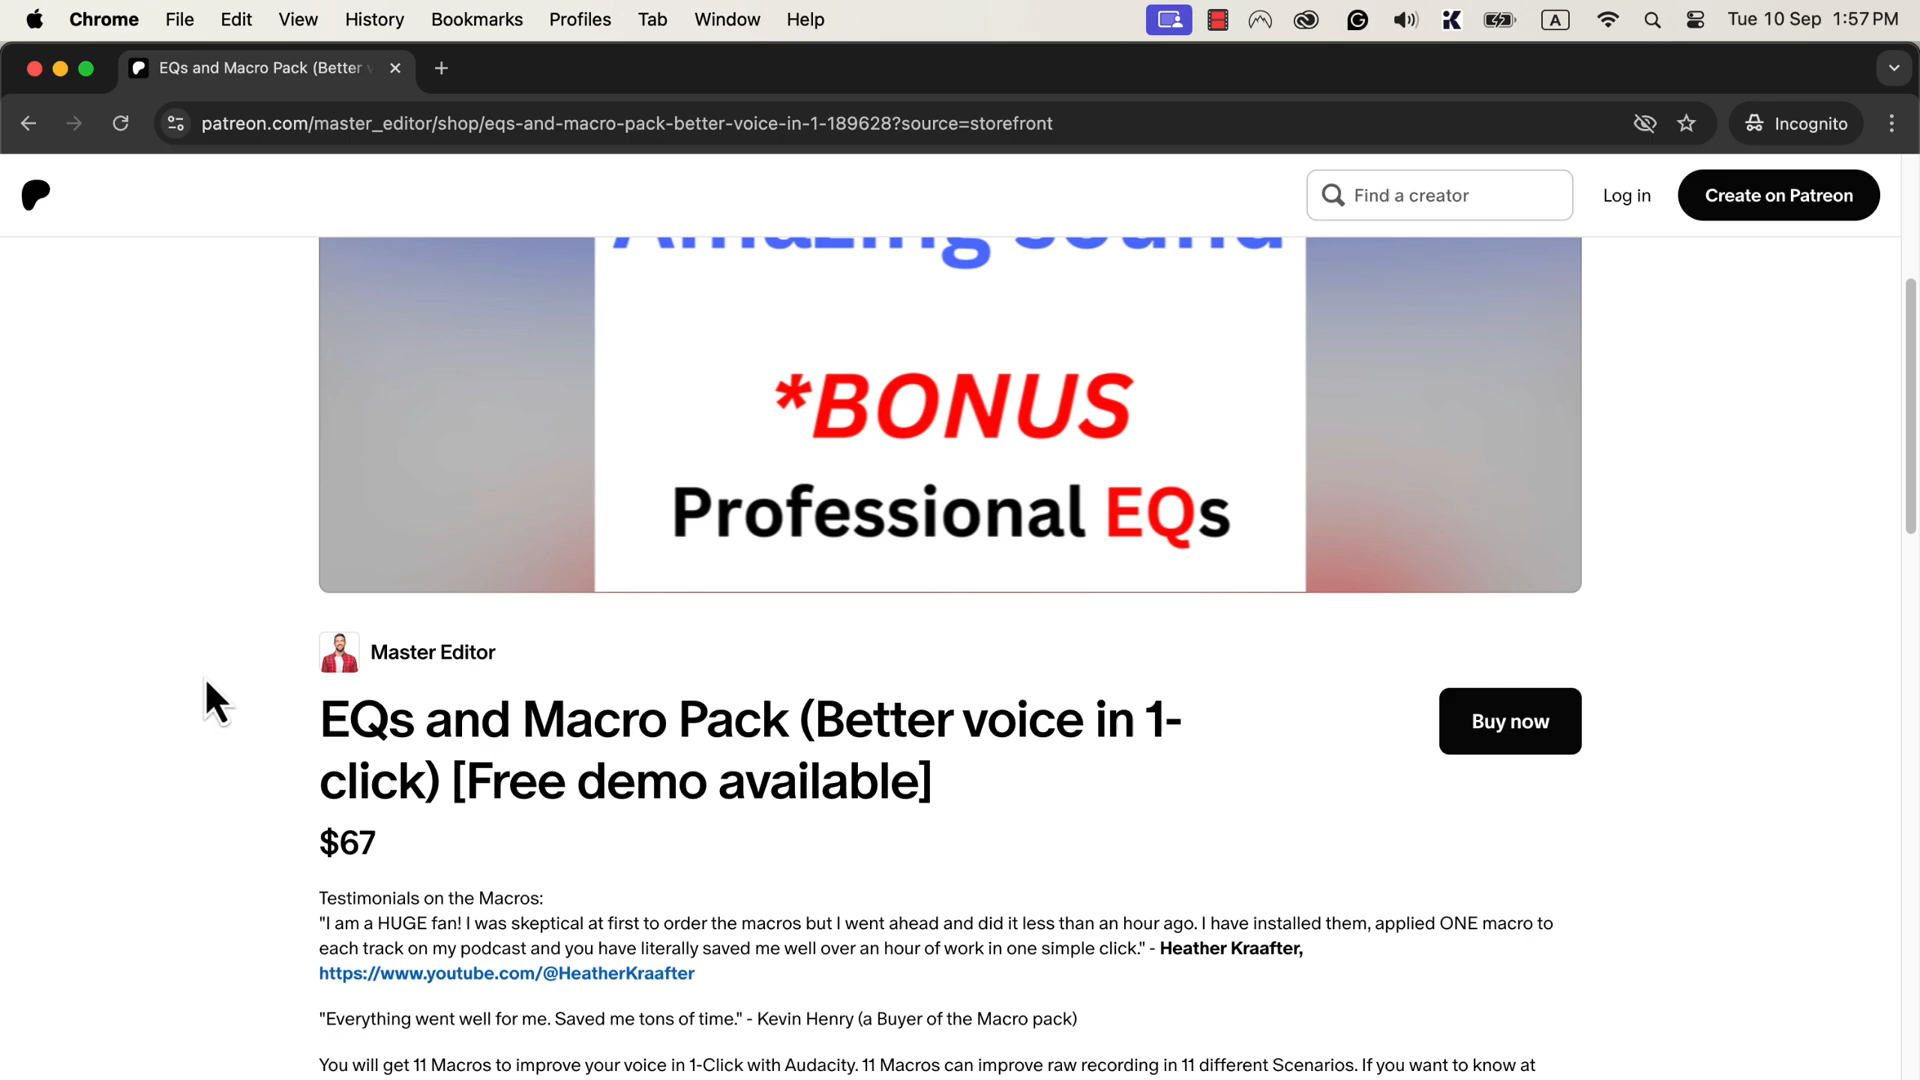 Chrome File Edit View History Bookmarks Profiles Tab Window Help A Tue 10 Sep 1:57 PM
EQs and Macro Pack (Better
patreon.com/master_editor/shop/eqs-and-macro-pack-better-voice-in-1-189628?source=storefront Incognito
Find a creator Log in Create on Patreon
Amazing sound
*BONUS
Professional EQs
Master Editor
EQs and Macro Pack (Better voice in 1-
click) [Free demo available]
Buy now
$67
Testimonials on the Macros:
"I am a HUGE fan! I was skeptical at first to order the macros but I went ahead and did it less than an hour ago. I have installed them, applied ONE macro to
each track on my podcast and you have literally saved me well over an hour of work in one simple click." - Heather Kraafter,
https://www.youtube.com/@HeatherKraafter
"Everything went well for me. Saved me tons of time." - Kevin Henry (a Buyer of the Macro pack)
You will get 11 Macros to improve your voice in 1-Click with Audacity. 11 Macros can improve raw recording in 11 different Scenarios. If you want to know at